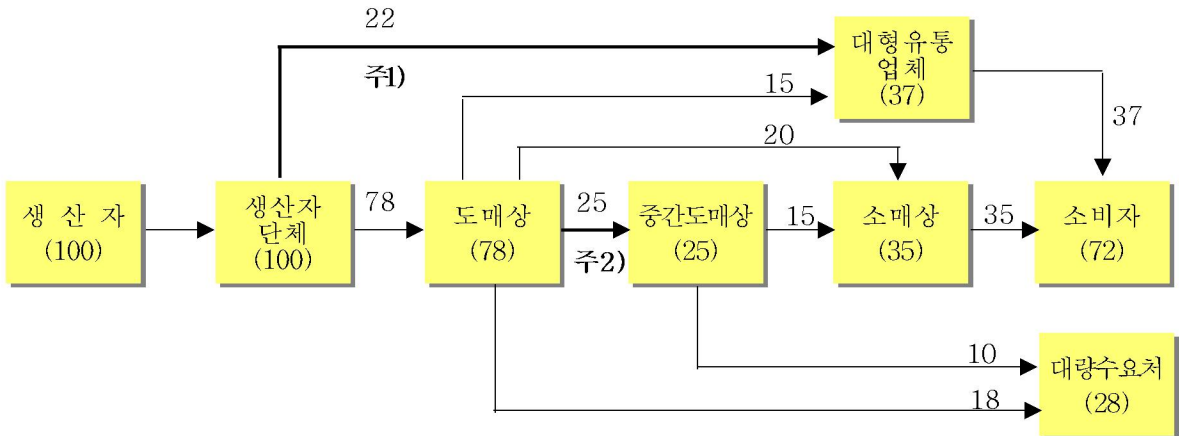 22
주1)
15
20
대형유통
업체
(37)
37
생 산 자
(100)
생산자
단체
(100)
78
도매상
(78)
25
주2)
중간도매상
(25)
15
소매상
(35)
35
소비자
(72)
10
18
대량수요처
(28)